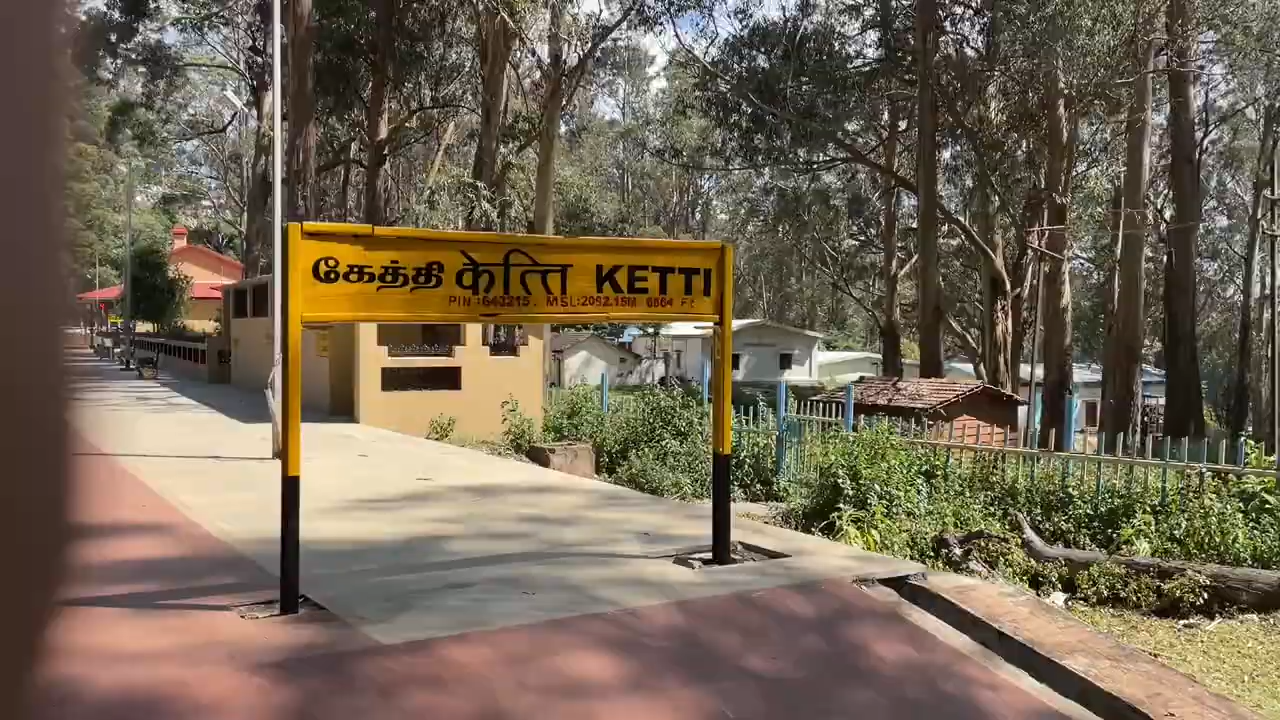 கேத்தி केत्ति KETTI
PIN :643215. MSL:2092.15M 6864 Ft